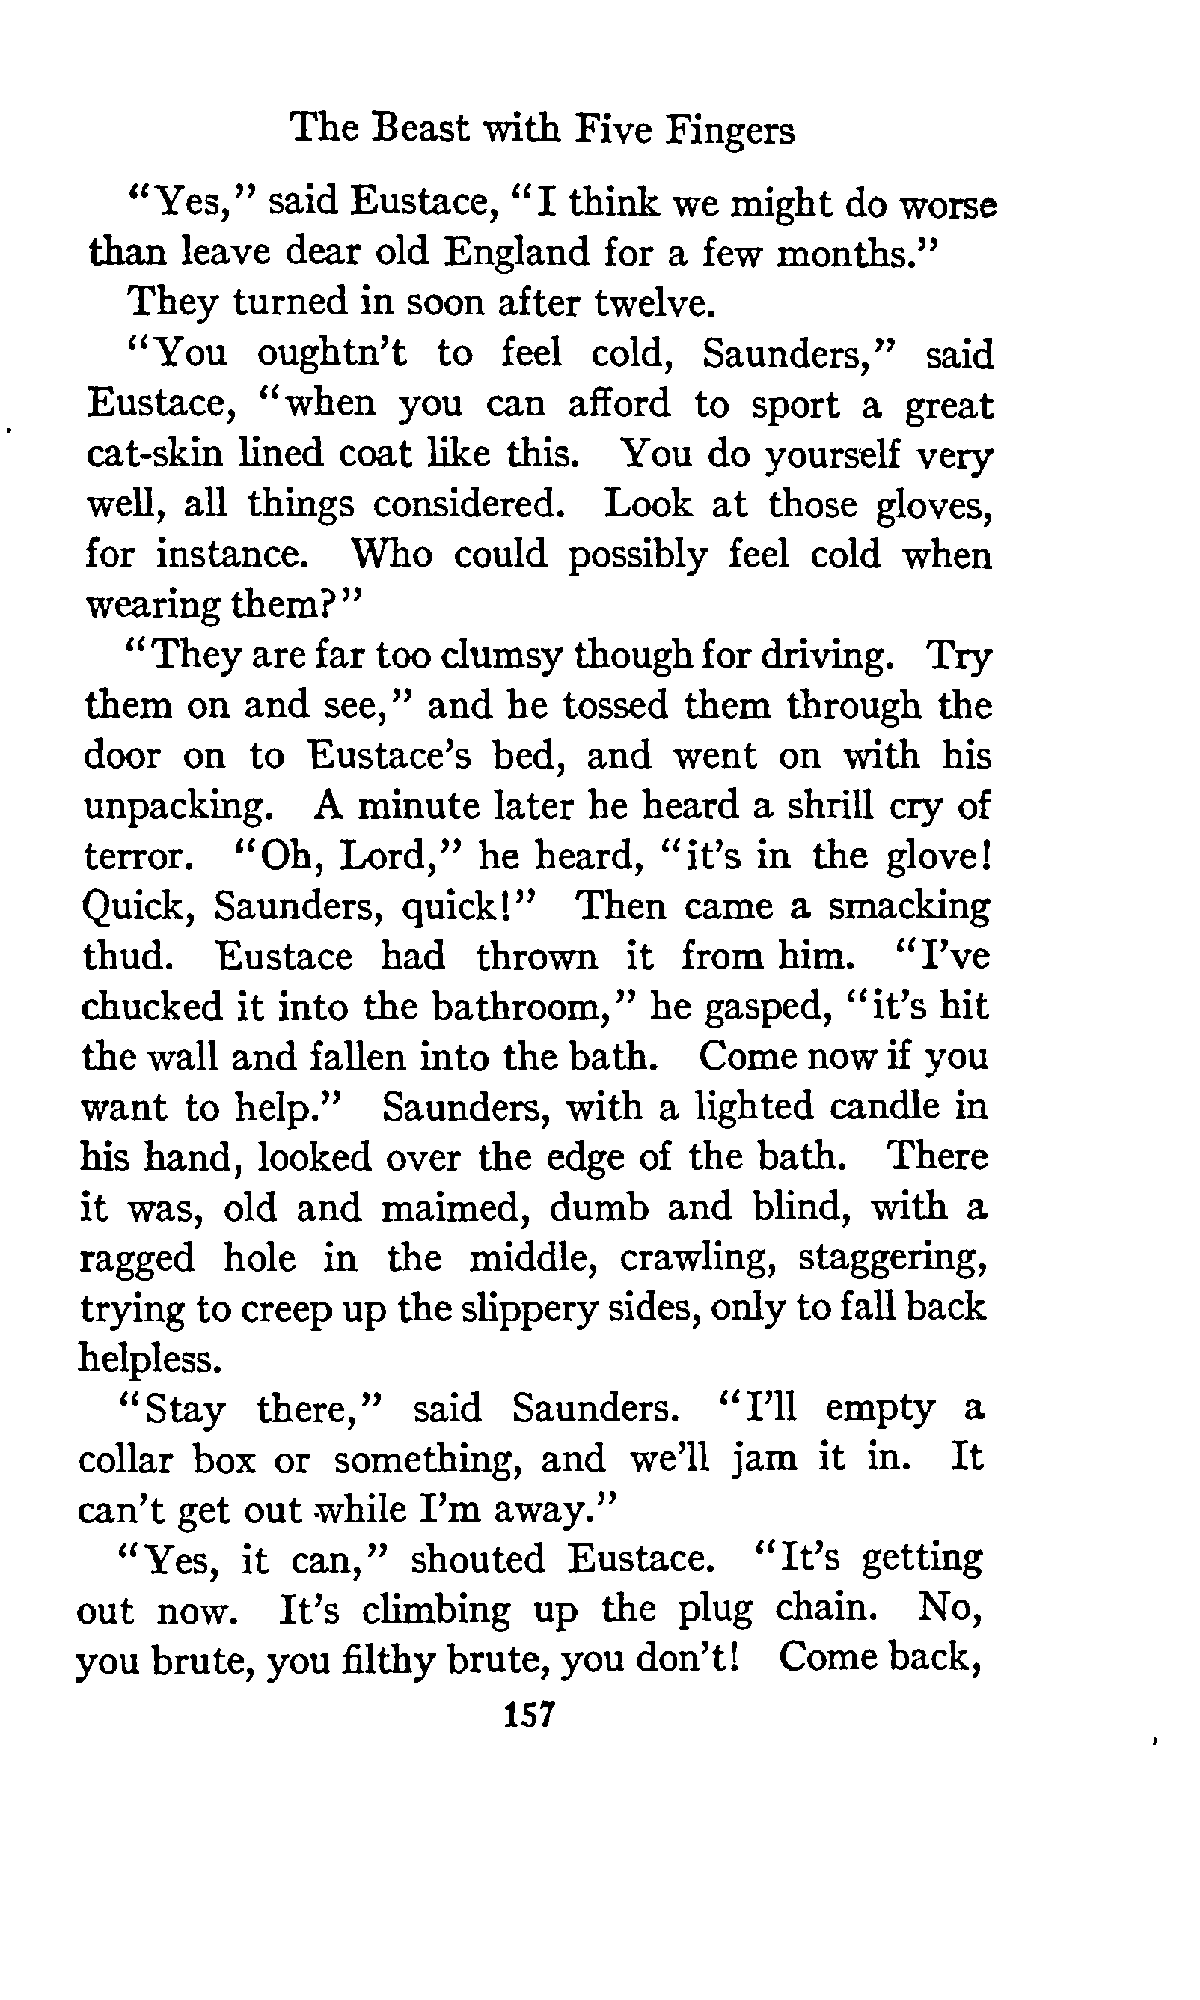 The Beast with Five Fingers
"Yes," said Eustace, "I think we might do worse
than leave dear old England for a few months."
They turned in soon after twelve.
"You oughtn't to feel cold, Saunders," said
Eustace, "when you can afford to sport a great
cat-skin lined coat like this. You do yourself very
well, all things considered. Look at those gloves,
for instance. Who could possibly feel cold when
wearing them?"
"They are far too clumsy though for driving. Try
them on and see," and he tossed them through the
door on to Eustace's bed, and went on with his
unpacking. A minute later he heard a shrill cry of
terror. "Oh, Lord," he heard, "it's in the glove!
Quick, Saunders, quick!" Then came a smacking
thud. Eustace had thrown it from him. "I've
chucked it into the bathroom," he gasped, "it's hit
the wall and fallen into the bath. Come now if you
want to help." Saunders, with a lighted candle in
his hand, looked over the edge of the bath. There
it was, old and maimed, dumb and blind, with a
ragged hole in the middle, crawling, staggering,
trying to creep up the slippery sides, only to fall back
helpless.
"Stay there," said Saunders. "I'll empty a
collar box or something, and we'll jam it in. It
can't get out while I'm away."
"Yes, it can," shouted Eustace. "It's getting
out now. It's climbing up the plug chain. No,
you brute, you filthy brute, you don't! Come back,
157